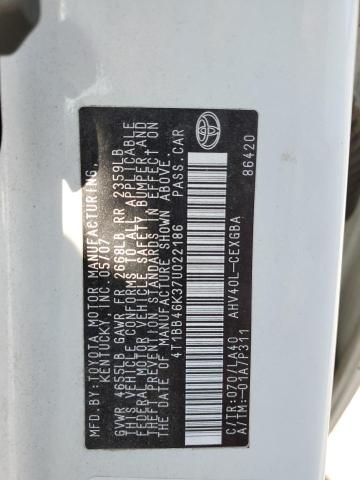 MFD. BY: TOYOTA MOTOR MANUFACTURING,
KENTUCKY, INC. 05/07
GVWR 4655LB GAWR FR 2668LB RR 2359LB
THIS VEHICLE CONFORMS TO ALL APPLICABLE
FEDERAL MOTOR VEHICLE SAFETY BUMPER, AND
THEFT PREVENTION STANDARDS IN EFFECT ON
THE DATE OF MANUFACTURE SHOWN ABOVE.
4T1BB46K37U022186 PASS.CAR
C/TR:070/LA40 AHV40L-CEXGBA
A/TM:-01A/P311 86420